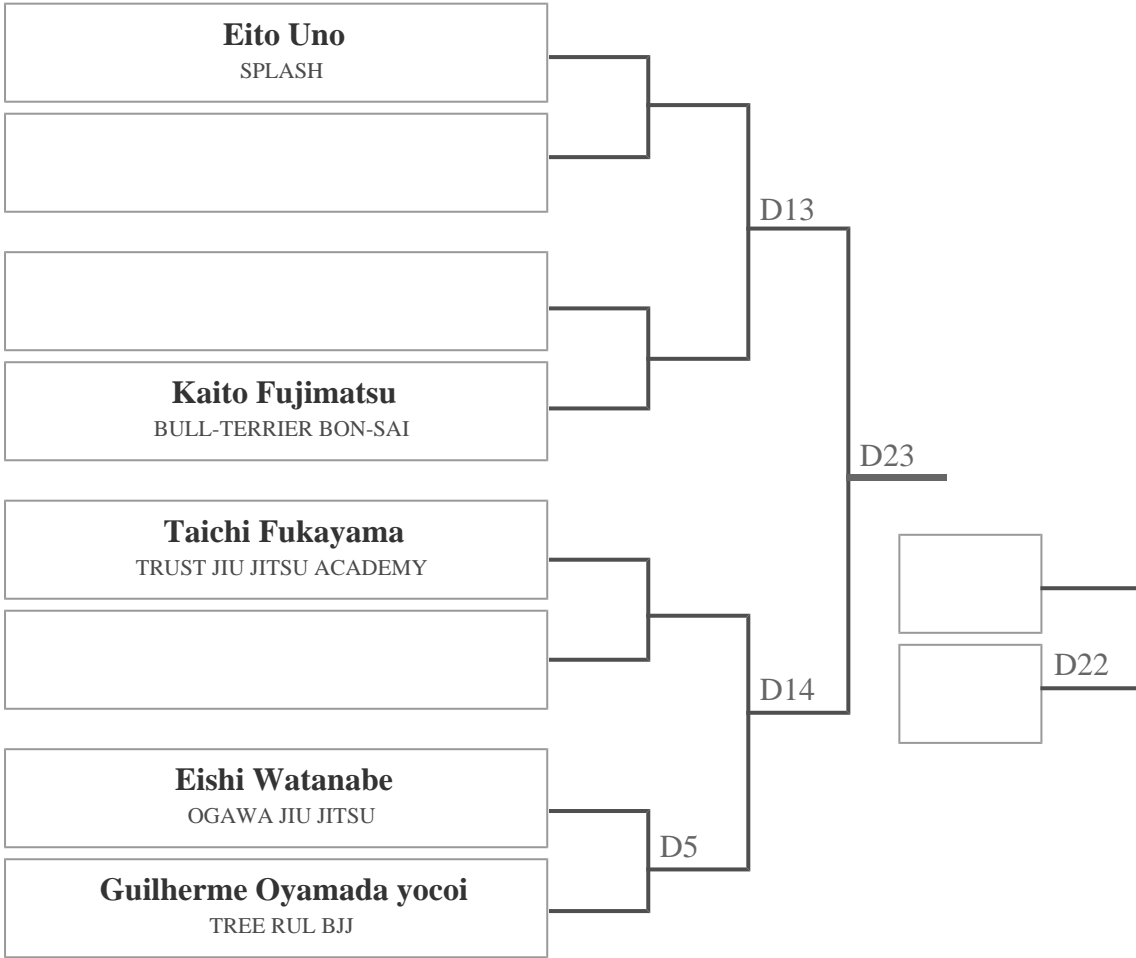 Eito Uno
SPLASH
D13
Kaito Fujimatsu
BULL-TERRIER BON-SAI
D23
Taichi Fukayama
TRUST JIU JITSU ACADEMY
D22
D14
Eishi Watanabe
OGAWA JIU JITSU
D5
Guilherme Oyamada yocoi
TREE RUL BJJ